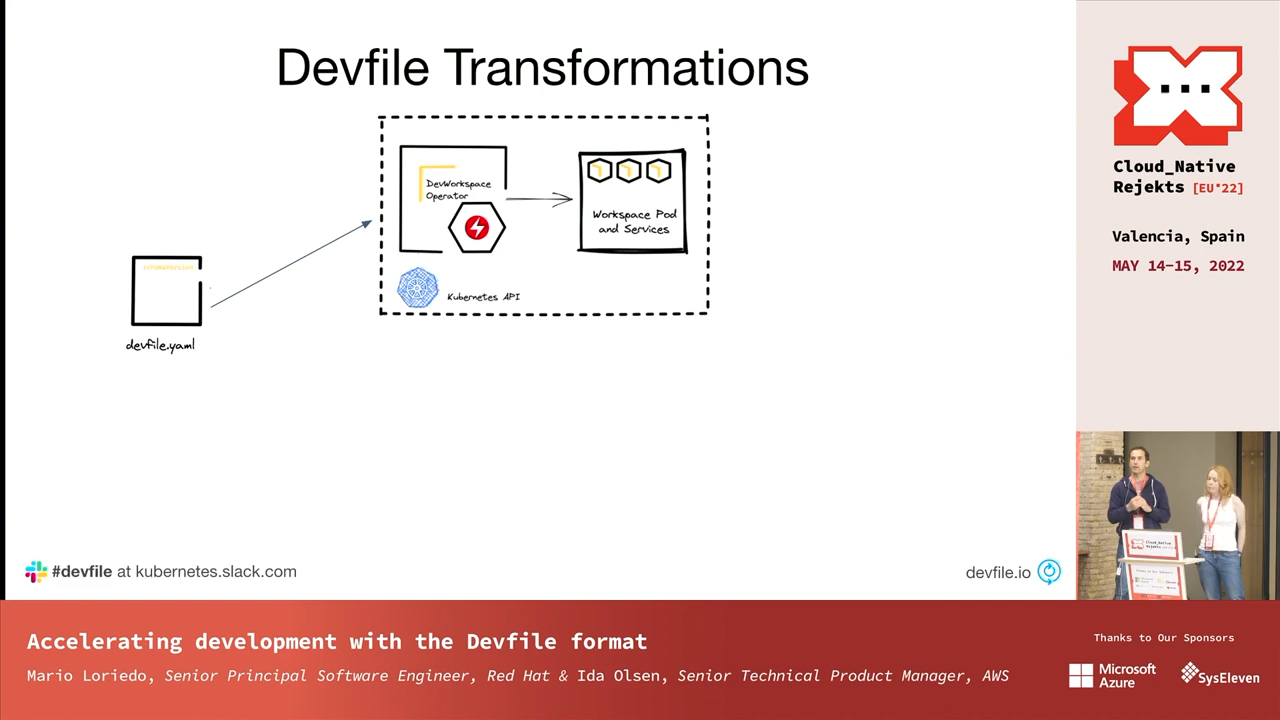 Devfile Transformations
DevWorkspace
Operator
Workspace Pod
and Services
Kubernetes API
devfile.yaml
#devfile at kubernetes.slack.com
devfile.io
Cloud_Native
Rejekts [EU*22]
Valencia, Spain
MAY 14-15, 2022
Cloud_Native
Rejekts
Accelerating development with the Devfile format
Mario Loriedo, Senior Principal Software Engineer, Red Hat & Ida Olsen, Senior Technical Product Manager, AWS
Thanks to Our Sponsors
Microsoft
Azure
SysEleven